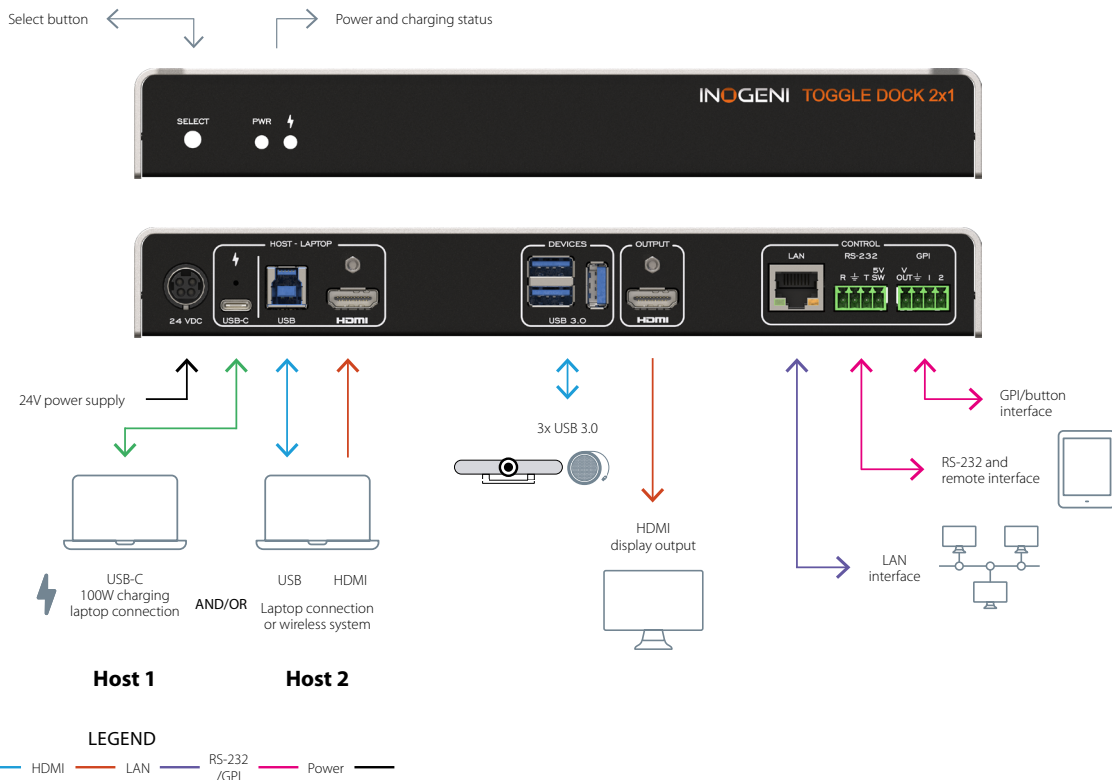 Select button
Power and charging status
INOGENI TOGGLE DOCK 2x1
SELECT
PWR
HOST - LAPTOP
DEVICES
OUTPUT
CONTROL
LAN
RS-232
GPI
5V
R T SW
V
OUT 1 2
24 VDC
USB-C
USB
HDMI
USB 3.0
HDMI
24V power supply
3x USB 3.0
GPI/button
interface
RS-232 and
remote interface
HDMI
display output
LAN
interface
USB-C
100W charging
laptop connection
AND/OR
USB HDMI
Laptop connection
or wireless system
Host 1
Host 2
LEGEND
HDMI
LAN
RS-232
/GPI
Power